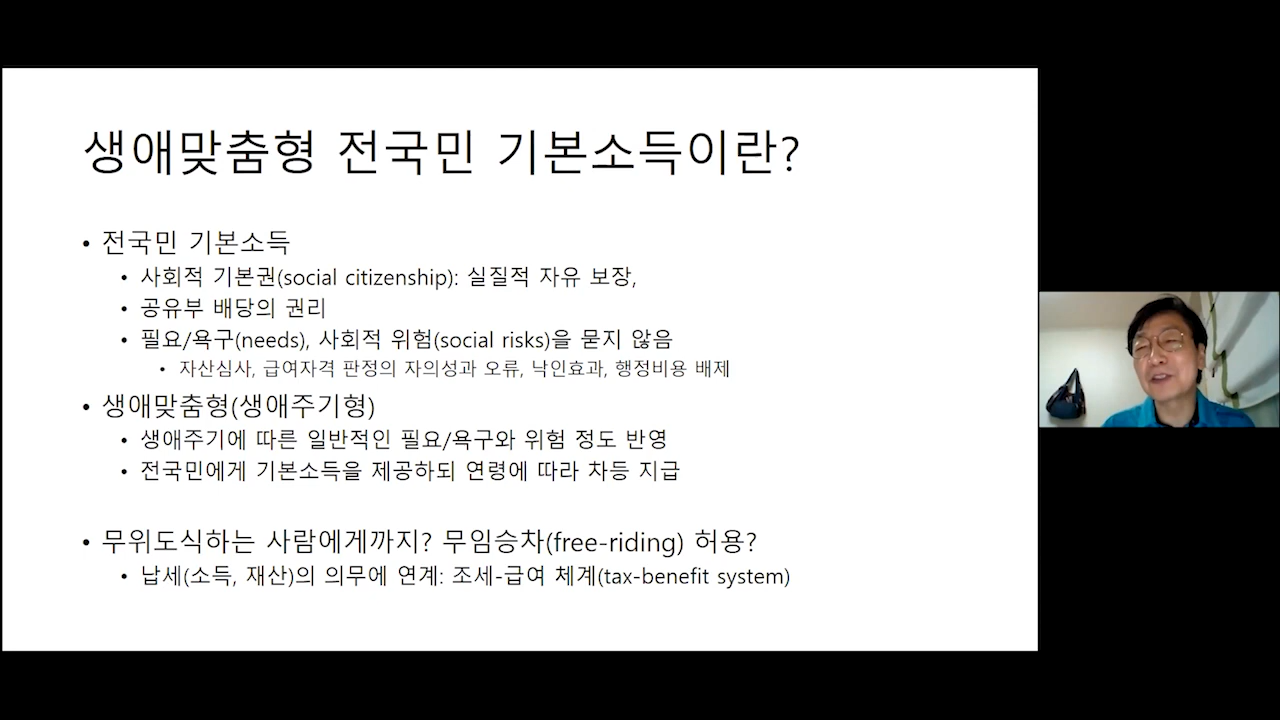 생애맞춤형 전국민 기본소득이란?
• 전국민 기본소득
• 사회적 기본권(social citizenship): 실질적 자유 보장,
• 공유부 배당의 권리
• 필요/욕구(needs), 사회적 위험(social risks)을 묻지 않음
• 자산심사, 급여자격 판정의 자의성과 오류, 낙인효과, 행정비용 배제
• 생애맞춤형(생애주기형)
• 생애주기에 따른 일반적인 필요/욕구와 위험 정도 반영
• 전국민에게 기본소득을 제공하되 연령에 따라 차등 지급
• 무위도식하는 사람에게까지? 무임승차(free-riding) 허용?
• 납세(소득, 재산)의 의무에 연계: 조세-급여 체계(tax-benefit system)